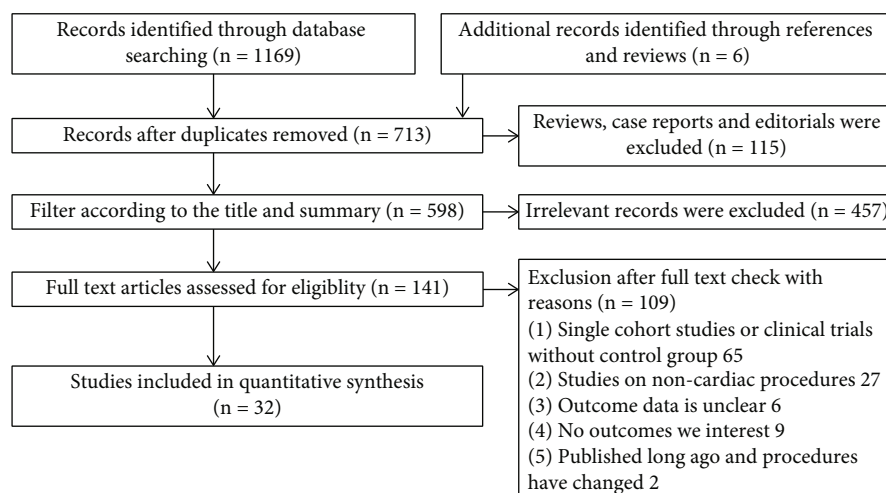 Records identified through database
searching (n = 1169)
Additional records identified through references
and reviews (n = 6)
Records after duplicates removed (n = 713)
Reviews, case reports and editorials were
excluded (n = 115)
Filter according to the title and summary (n = 598)
Irrelevant records were excluded (n = 457)
Full text articles assessed for eligiblity (n = 141)
Exclusion after full text check with
reasons (n = 109)
(1) Single cohort studies or clinical trials
without control group 65
(2) Studies on non-cardiac procedures 27
(3) Outcome data is unclear 6
(4) No outcomes we interest 9
(5) Published long ago and procedures
have changed 2
Studies included in quantitative synthesis
(n = 32)